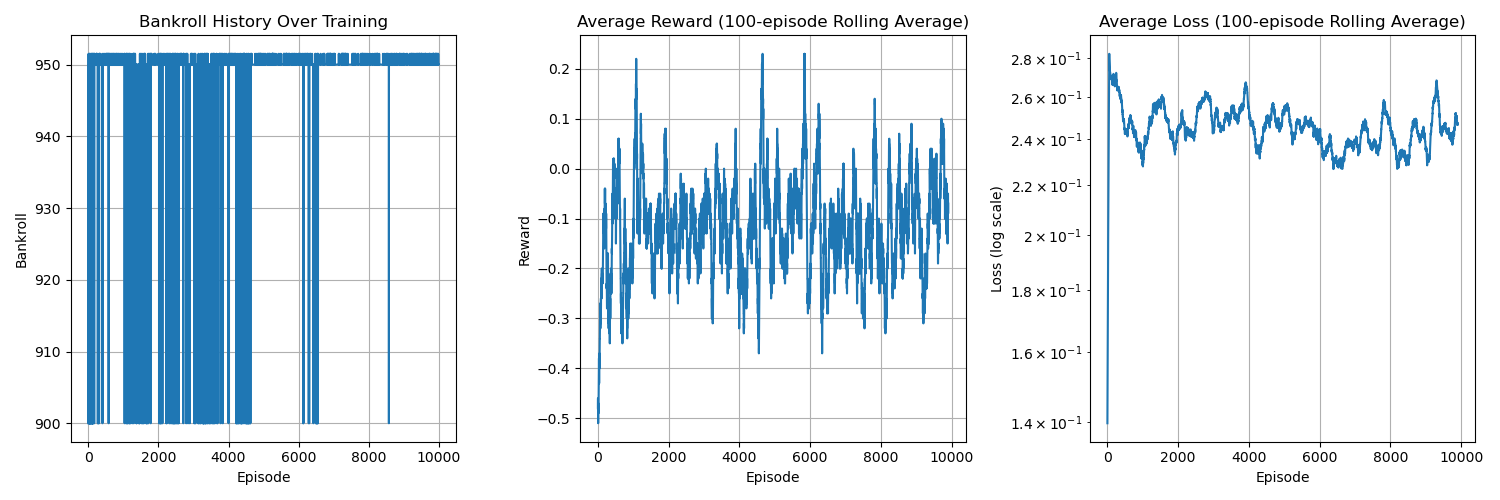 Bankroll History Over Training
Bankroll
950
940
930
920
910
900
0 2000 4000 6000 8000 10000
Episode
Average Reward (100-episode Rolling Average)
Reward
0.2
0.1
0.0
−0.1
−0.2
−0.3
−0.4
−0.5
0 2000 4000 6000 8000 10000
Episode
Average Loss (100-episode Rolling Average)
Loss (log scale)
2.8 × 10⁻¹
2.6 × 10⁻¹
2.4 × 10⁻¹
2.2 × 10⁻¹
2 × 10⁻¹
1.8 × 10⁻¹
1.6 × 10⁻¹
1.4 × 10⁻¹
0 2000 4000 6000 8000 10000
Episode